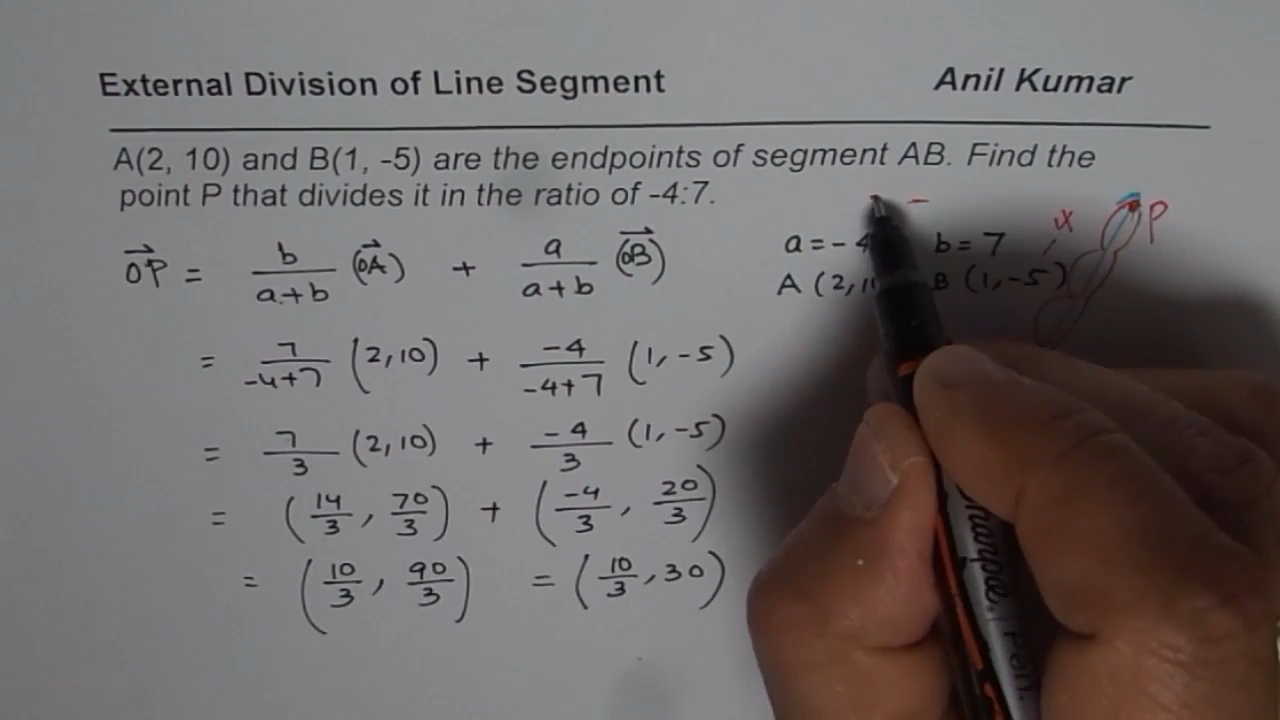 External Division of Line Segment Anil Kumar
A(2, 10) and B(1, -5) are the endpoints of segment AB. Find the
point P that divides it in the ratio of -4:7.
OP⃗ = b/(a+b) (OA⃗) + a/(a+b) (OB⃗)
a = -4 b = 7
A (2, B (1, -5)
x P
= 7/(-4+7) (2, 10) + -4/(-4+7) (1, -5)
= 7/3 (2, 10) + -4/3 (1, -5)
= (14/3, 70/3) + (-4/3, 20/3)
= (10/3, 90/3) = (10/3, 30)
Sharpie. PEN